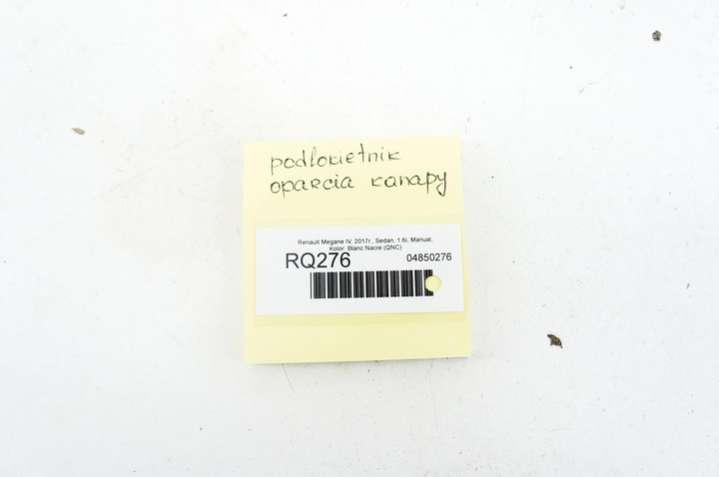 podłokietnik
oparcia kanapy
Renault Megane IV, 2017r., Sedan, 1.6i, Manual,
Kolor: Blanc Nacre (QNC)
RQ276 04850276